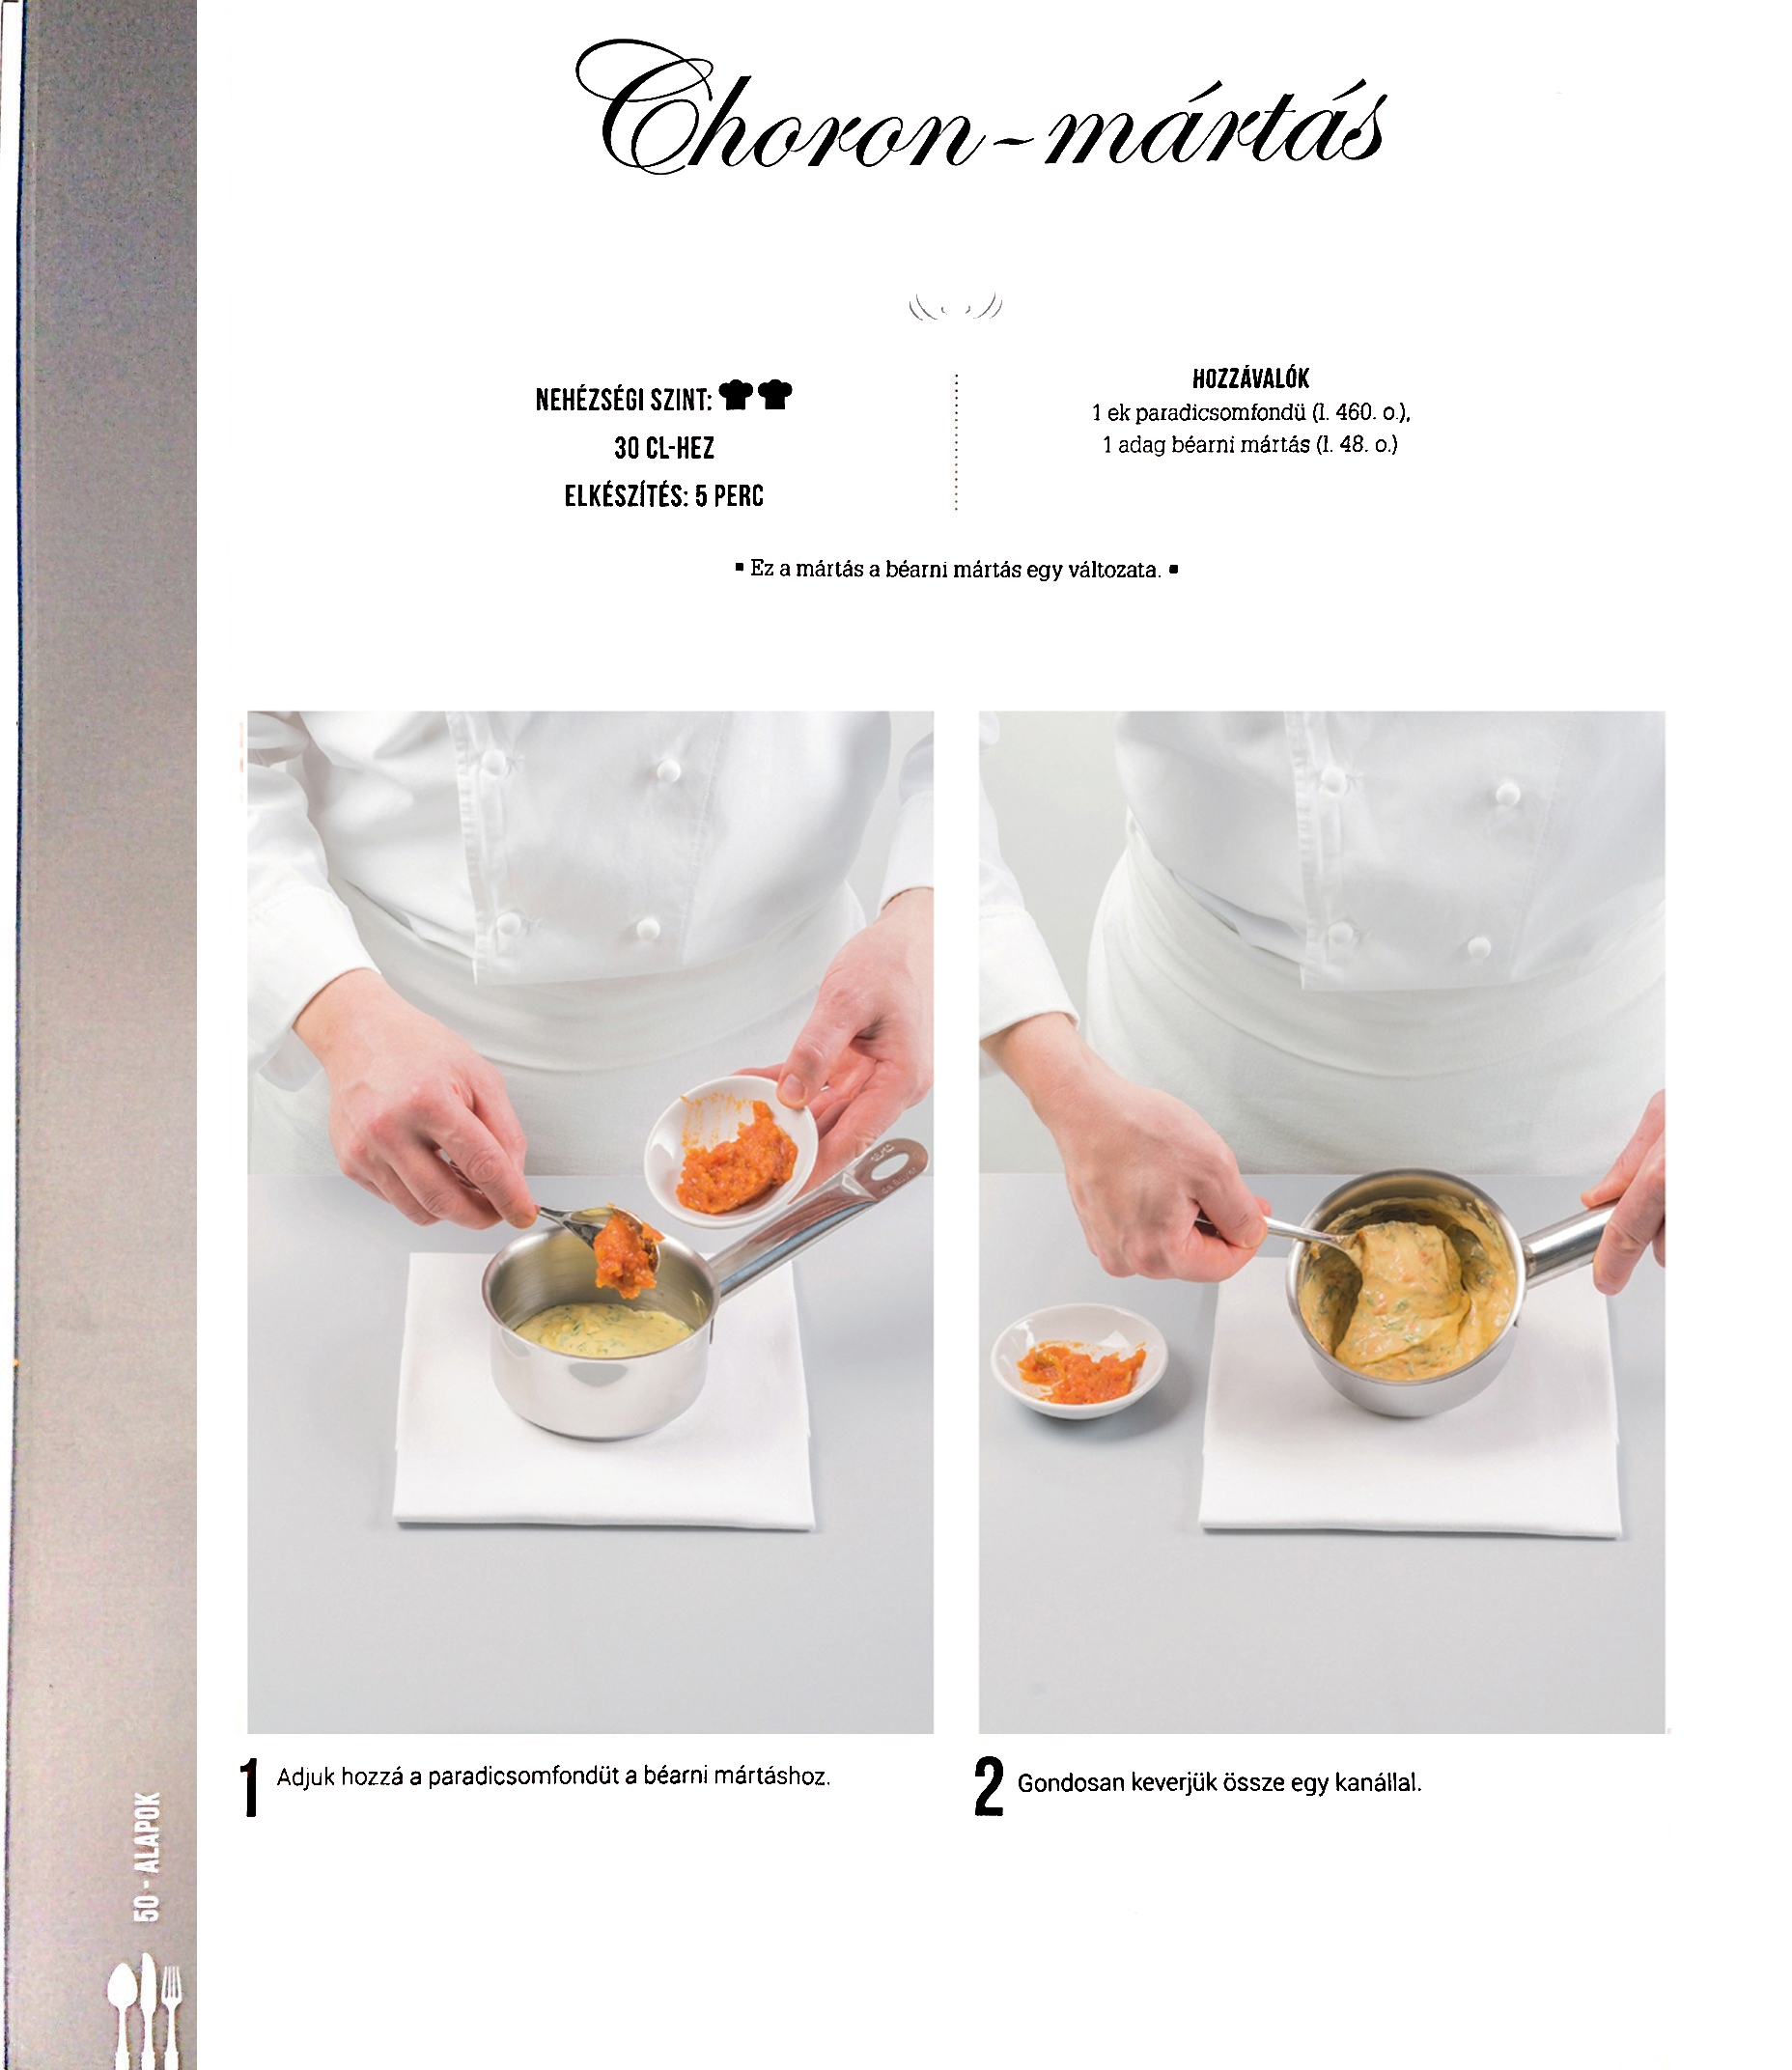 Choron-mártás
NEHÉZSÉGI SZINT:
30 CL-HEZ
ELKÉSZÍTÉS: 5 PERC
HOZZÁVALÓK
1 ek paradicsomfondü (l. 460. o.),
1 adag béarni mártás (l. 48. o.)
▪ Ez a mártás a béarni mártás egy változata. ▪
1 Adjuk hozzá a paradicsomfondüt a béarni mártáshoz.
2 Gondosan keverjük össze egy kanállal.
50 - ALAPOK